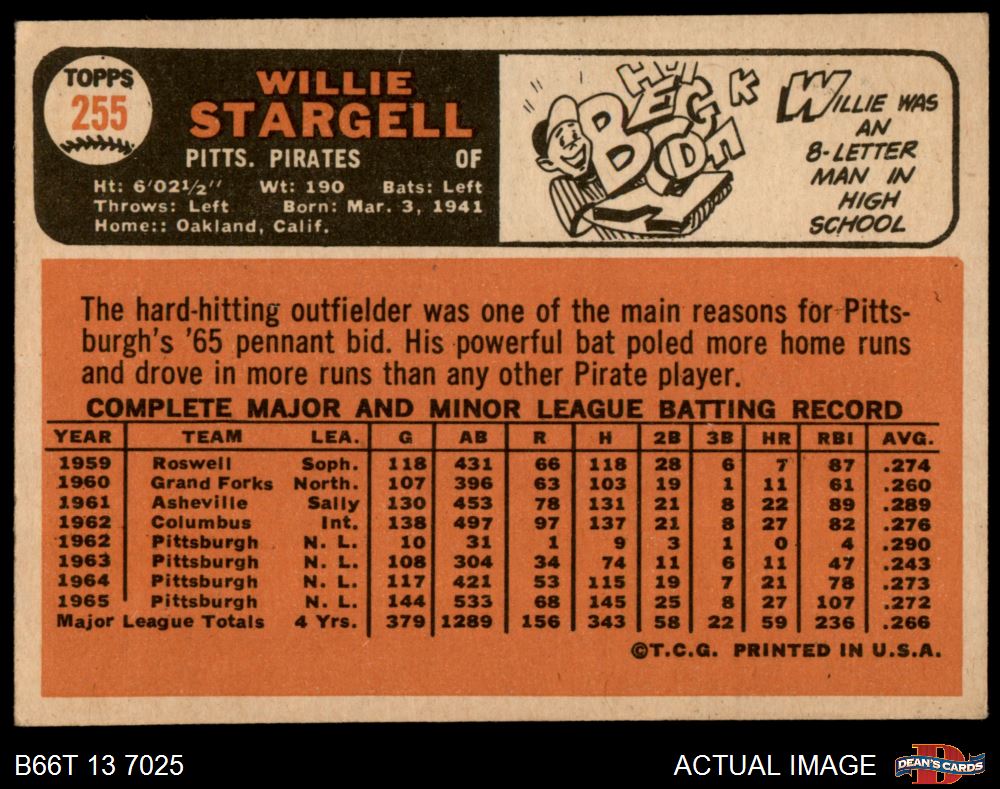 TOPPS
255
WILLIE
STARGELL
PITTS. PIRATES OF
Ht: 6'02½" Wt: 190 Bats: Left
Throws: Left Born: Mar. 3, 1941
Home:: Oakland, Calif.
WILLIE WAS
AN
8-LETTER
MAN IN
HIGH
SCHOOL
The hard-hitting outfielder was one of the main reasons for Pitts-
burgh's '65 pennant bid. His powerful bat poled more home runs
and drove in more runs than any other Pirate player.
COMPLETE MAJOR AND MINOR LEAGUE BATTING RECORD
YEAR TEAM LEA. G AB R H 2B 3B HR RBI AVG.
1959 Roswell Soph. 118 431 66 118 28 6 7 87 .274
1960 Grand Forks North. 107 396 63 103 19 1 11 61 .260
1961 Asheville Sally 130 453 78 131 21 8 22 89 .289
1962 Columbus Int. 138 497 97 137 21 8 27 82 .276
1962 Pittsburgh N. L. 10 31 1 9 3 1 0 4 .290
1963 Pittsburgh N. L. 108 304 34 74 11 6 11 47 .243
1964 Pittsburgh N. L. 117 421 53 115 19 7 21 78 .273
1965 Pittsburgh N. L. 144 533 68 145 25 8 27 107 .272
Major League Totals 4 Yrs. 379 1289 156 343 58 22 59 236 .266
©T.C.G. PRINTED IN U.S.A.
B66T 13 7025
ACTUAL IMAGE
DEAN'S CARDS